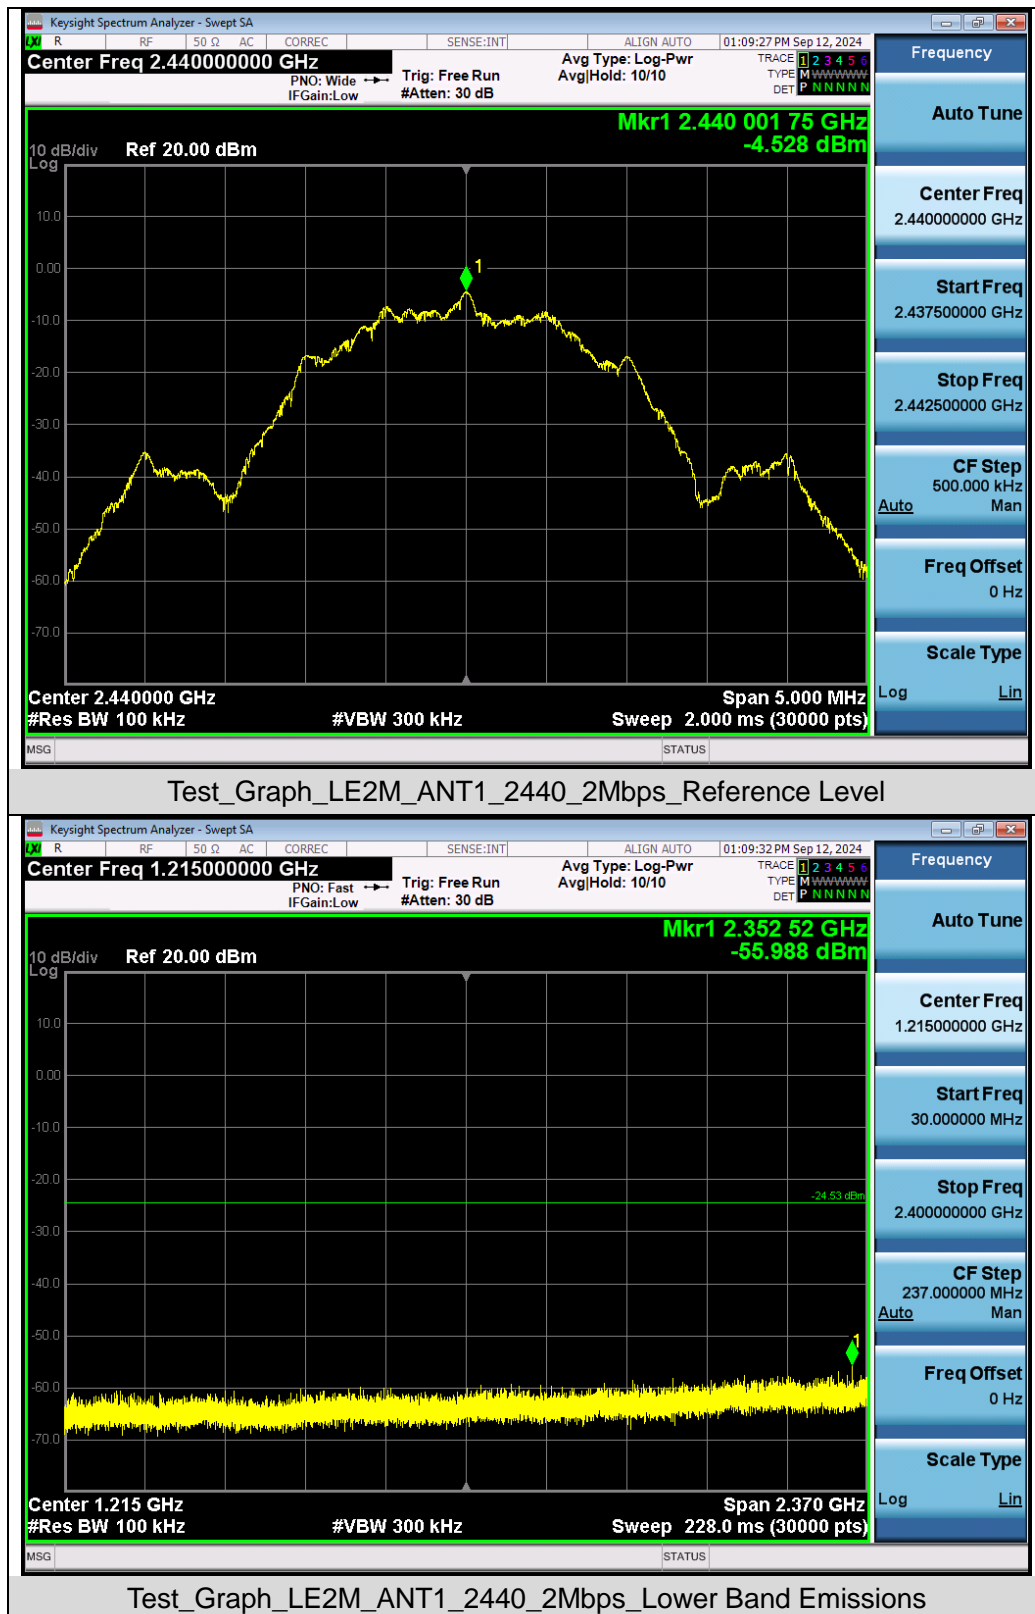 Keysight Spectrum Analyzer - Swept SA
LXI R RF 50 Ω AC CORREC SENSE:INT ALIGN AUTO 01:09:27 PM Sep 12, 2024
Center Freq 2.440000000 GHz
PNO: Wide
IFGain:Low
Trig: Free Run
#Atten: 30 dB
Avg Type: Log-Pwr
Avg|Hold: 10/10
TRACE 1 2 3 4 5 6
TYPE M WWWWW
DET P N N N N N
Mkr1 2.440 001 75 GHz
-4.528 dBm
10 dB/div Ref 20.00 dBm
Log
10.0
0.00
-10.0
-20.0
-30.0
-40.0
-50.0
-60.0
-70.0
1
Center 2.440000 GHz Span 5.000 MHz
#Res BW 100 kHz #VBW 300 kHz Sweep 2.000 ms (30000 pts)
MSG STATUS
Frequency
Auto Tune
Center Freq
2.440000000 GHz
Start Freq
2.437500000 GHz
Stop Freq
2.442500000 GHz
CF Step
500.000 kHz
Auto Man
Freq Offset
0 Hz
Scale Type
Log Lin
Test_Graph_LE2M_ANT1_2440_2Mbps_Reference Level
Keysight Spectrum Analyzer - Swept SA
LXI R RF 50 Ω AC CORREC SENSE:INT ALIGN AUTO 01:09:32 PM Sep 12, 2024
Center Freq 1.215000000 GHz
PNO: Fast
IFGain:Low
Trig: Free Run
#Atten: 30 dB
Avg Type: Log-Pwr
Avg|Hold: 10/10
TRACE 1 2 3 4 5 6
TYPE M WWWWW
DET P N N N N N
Mkr1 2.352 52 GHz
-55.988 dBm
10 dB/div Ref 20.00 dBm
Log
10.0
0.00
-10.0
-20.0
-30.0
-40.0
-50.0
-60.0
-70.0
-24.53 dBm
1
Center 1.215 GHz Span 2.370 GHz
#Res BW 100 kHz #VBW 300 kHz Sweep 228.0 ms (30000 pts)
MSG STATUS
Frequency
Auto Tune
Center Freq
1.215000000 GHz
Start Freq
30.000000 MHz
Stop Freq
2.400000000 GHz
CF Step
237.000000 MHz
Auto Man
Freq Offset
0 Hz
Scale Type
Log Lin
Test_Graph_LE2M_ANT1_2440_2Mbps_Lower Band Emissions